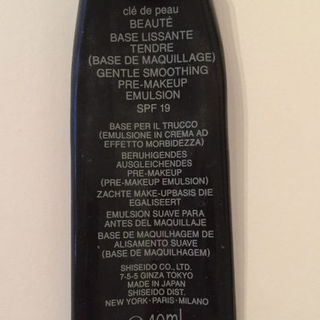 clé de peau
BEAUTÉ
BASE LISSANTE
TENDRE
(BASE DE MAQUILLAGE)
GENTLE SMOOTHING
PRE-MAKEUP
EMULSION
SPF 19
BASE PER IL TRUCCO
(EMULSIONE IN CREMA AD
EFFETTO MORBIDEZZA)
BERUHIGENDES
AUSGLEICHENDES
PRE-MAKEUP
(PRE-MAKEUP EMULSION)
ZACHTE MAKE-UPBASIS DIE
EGALISEERT
EMULSION SUAVE PARA
ANTES DEL MAQUILLAJE
BASE DE MAQUILHAGEM DE
ALISAMENTO SUAVE
(BASE DE MAQUILHAGEM)
SHISEIDO CO., LTD.
7-5-5 GINZA TOKYO
MADE IN JAPAN
SHISEIDO DIST.
NEW YORK·PARIS·MILANO
40ml